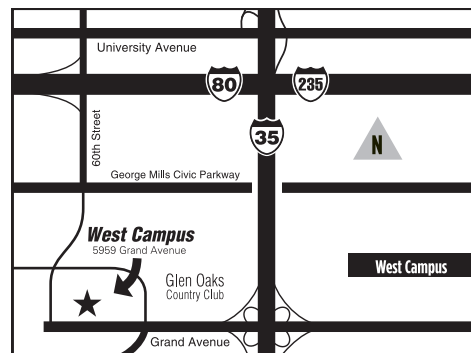 University Avenue
80
235
35
60th Street
N
George Mills Civic Parkway
West Campus
5959 Grand Avenue
Glen Oaks
Country Club
West Campus
Grand Avenue